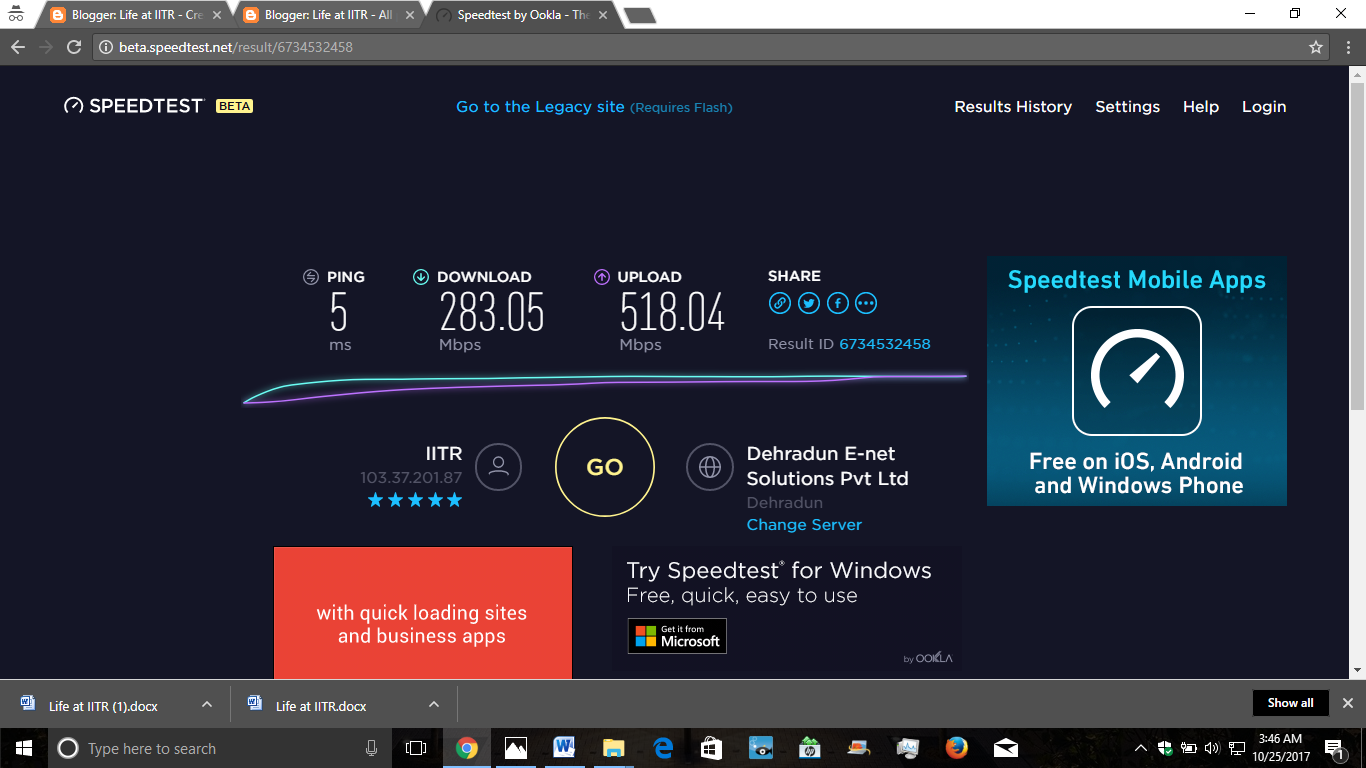 Blogger: Life at IITR - Cre
Blogger: Life at IITR - All
Speedtest by Ookla - The
beta.speedtest.net/result/6734532458
SPEEDTEST BETA
Go to the Legacy site (Requires Flash)
Results History
Settings
Help
Login
PING
5
ms
DOWNLOAD
283.05
Mbps
UPLOAD
518.04
Mbps
SHARE
Result ID 6734532458
IITR
103.37.201.87
GO
Dehradun E-net
Solutions Pvt Ltd
Dehradun
Change Server
Speedtest Mobile Apps
Free on iOS, Android
and Windows Phone
with quick loading sites
and business apps
Try Speedtest® for Windows
Free, quick, easy to use
Get it from
Microsoft
by OOKLA
Life at IITR (1).docx
Life at IITR.docx
Show all
Type here to search
3:46 AM
10/25/2017
1